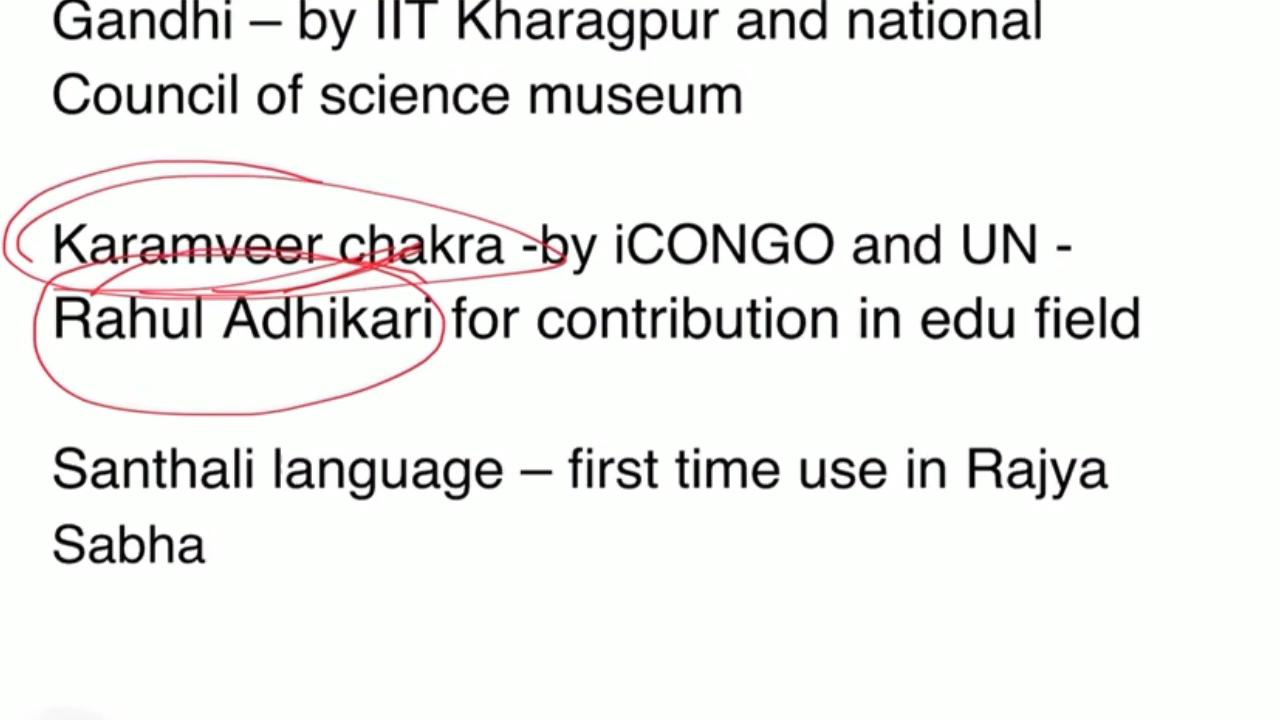 Gandhi – by IIT Kharagpur and national
Council of science museum
Karamveer chakra -by iCONGO and UN -
Rahul Adhikari for contribution in edu field
Santhali language – first time use in Rajya
Sabha